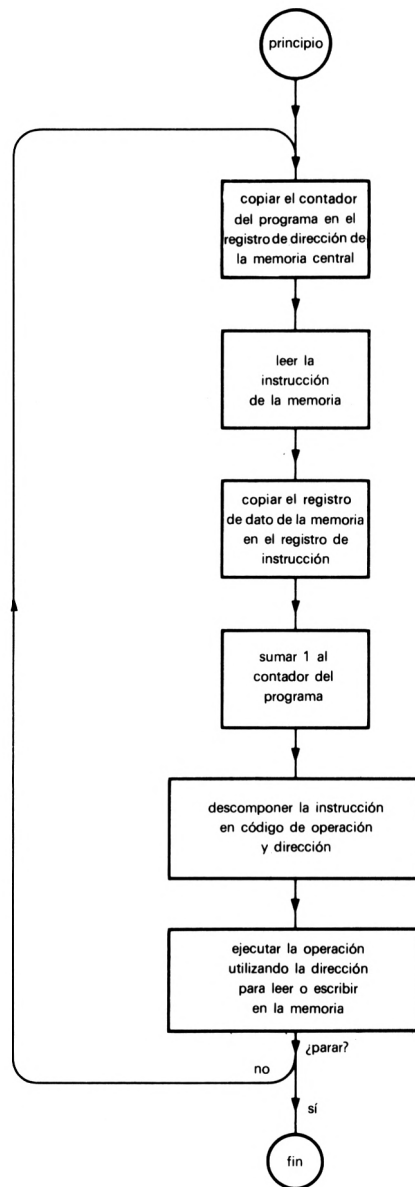 principio
copiar el contador
del programa en el
registro de dirección de
la memoria central
leer la
instrucción
de la memoria
copiar el registro
de dato de la memoria
en el registro de
instrucción
sumar 1 al
contador del
programa
descomponer la instrucción
en código de operación
y dirección
ejecutar la operación
utilizando la dirección
para leer o escribir
en la memoria
¿parar?
no
sí
fin